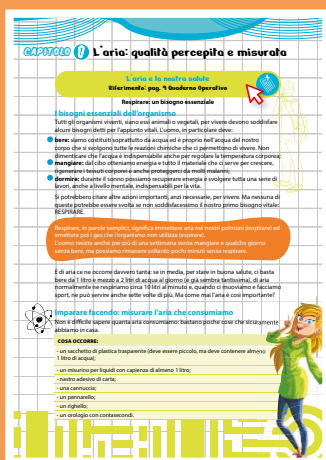 CAPITOLO 1 L'aria: qualità percepita e misurata
L'aria e la nostra salute
Riferimento: pag. 9 Quaderno Operativo
Respirare: un bisogno essenziale
I bisogni essenziali dell'organismo
Tutti gli organismi viventi, siano essi animali o vegetali, per vivere devono soddisfare
alcuni bisogni detti per l'appunto vitali. L'uomo, in particolare deve:
bere: siamo costituiti soprattutto da acqua ed è proprio nell'acqua del nostro
corpo che si svolgono tutte le reazioni chimiche che ci permettono di vivere. Non
dimenticare che l'acqua è indispensabile anche per regolare la temperatura corporea;
mangiare: dal cibo otteniamo energia e tutto il materiale che ci serve per crescere,
rigenerare i tessuti corporei e anche proteggerci da molti malanni;
dormire: durante il sonno possiamo recuperare energia e svolgere tutta una serie di
lavori, anche a livello mentale, indispensabili per la vita.
Si potrebbero citare altre azioni importanti, anzi necessarie, per vivere. Ma nessuna di
queste potrebbe essere svolta se non soddisfacessimo il nostro primo bisogno vitale:
RESPIRARE.
Respirare, in parole semplici, significa immettere aria nei nostri polmoni (inspirare) ed
emettere poi i gas che l'organismo non utilizza (espirare).
L'uomo resiste anche per più di una settimana senza mangiare e qualche giorno
senza bere, ma possiamo rimanere soltanto pochi minuti senza respirare.
E di aria ce ne occorre davvero tanta: se in media, per stare in buona salute, ci basta
bere da 1 litro e mezzo a 2 litri di acqua al giorno (e già sembra tantissima), di aria
normalmente ne respiriamo circa 10 litri al minuto e, quando ci muoviamo e facciamo
sport, ne può servire anche sette volte di più. Ma come mai l'aria è così importante?
Imparare facendo: misurare l'aria che consumiamo
Non è difficile sapere quanta aria consumiamo: bastano poche cose che sicuramente
abbiamo in casa.
COSA OCCORRE:
- un sacchetto di plastica trasparente (deve essere piccolo, ma deve contenere almeno
1 litro di acqua);
- un misurino per liquidi con capienza di almeno 1 litro;
- nastro adesivo di carta;
- una cannuccia;
- un pennarello;
- un righello;
- un orologio con contasecondi.